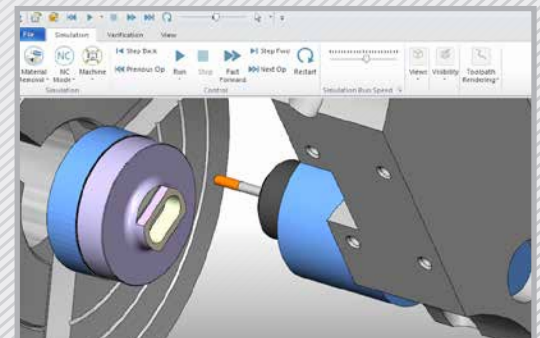 File Simulation Verification View
Step Back
Step Fwd
Previous Op
Next Op
Material Removal
NC Mode
Machine
Run
Stop
Fast Forward
Restart
Views
Visibility
Toolpath Rendering
Simulation
Control
Simulation Run Speed